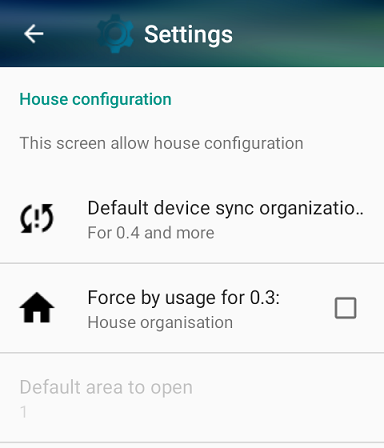 Settings
House configuration
This screen allow house configuration
Default device sync organizatio..
For 0.4 and more
Force by usage for 0.3:
House organisation
Default area to open
1